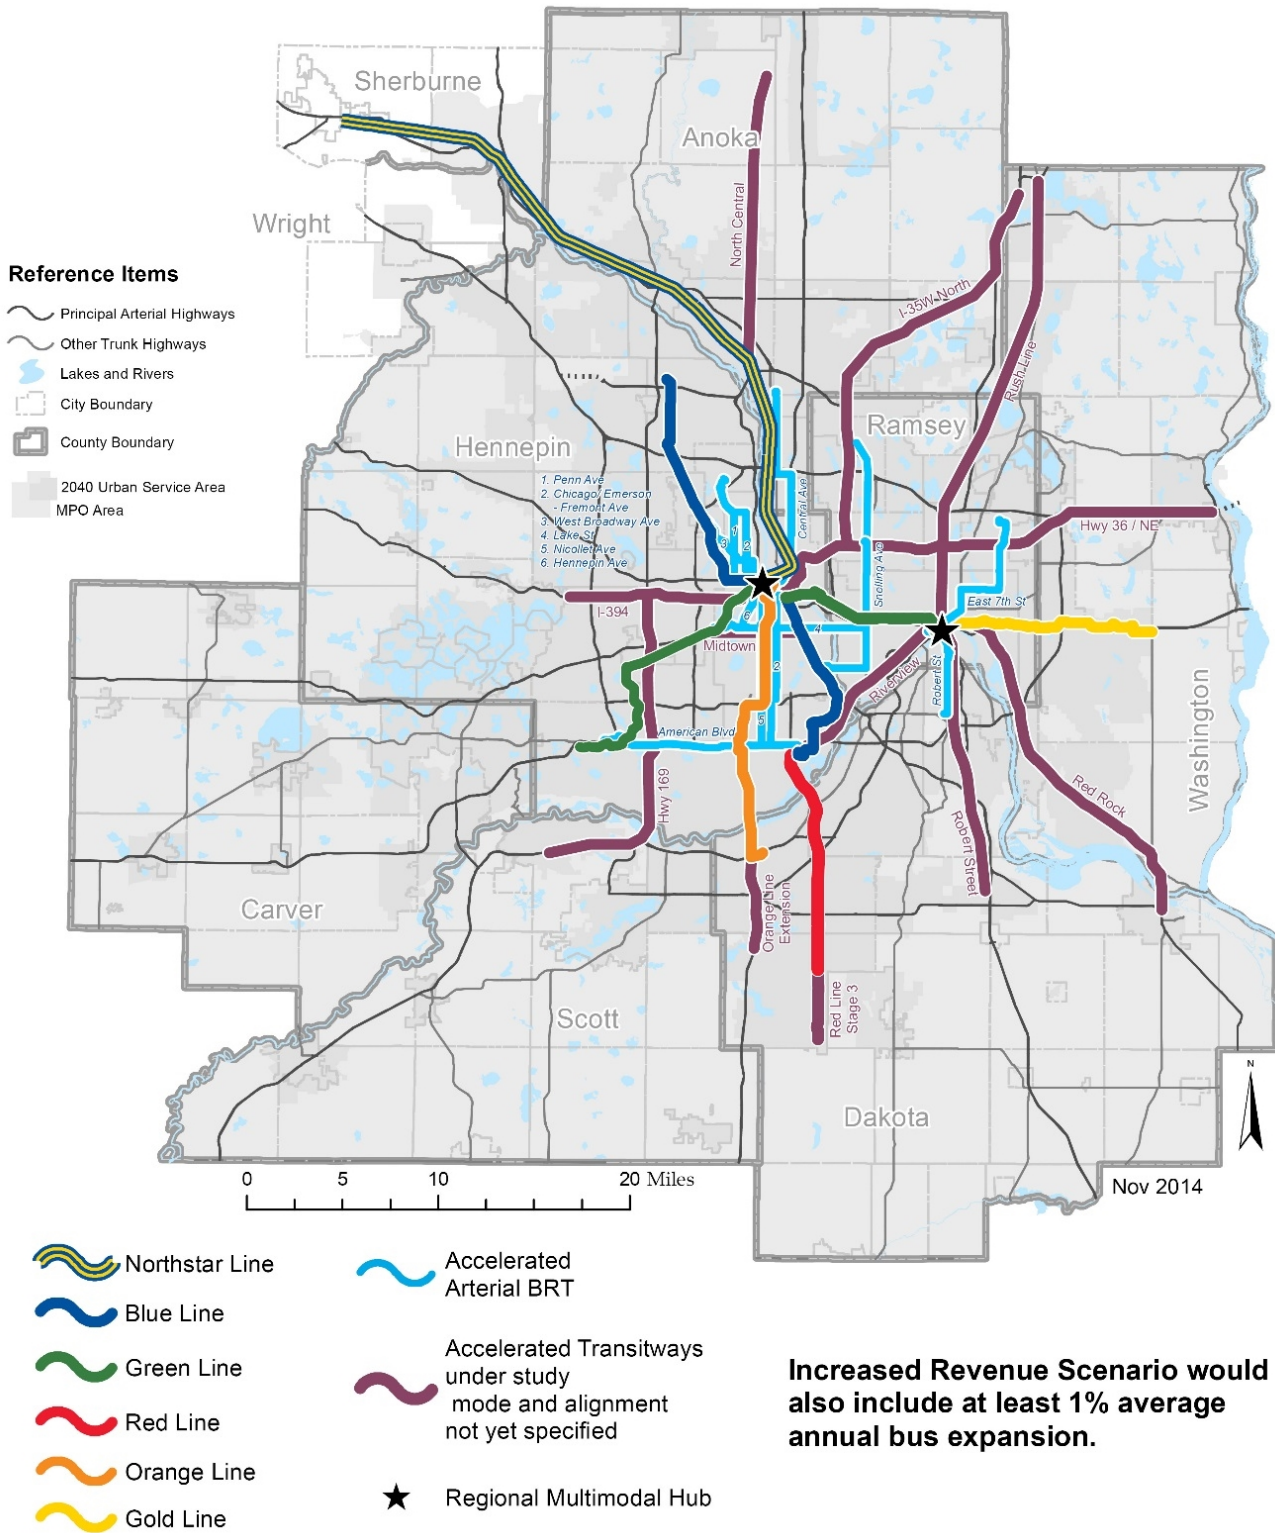 Sherburne
Anoka
Wright
North Central
Reference Items
Principal Arterial Highways
Other Trunk Highways
Lakes and Rivers
City Boundary
County Boundary
2040 Urban Service Area
MPO Area
I-35W North
Rush Line
Ramsey
Hennepin
1. Penn Ave
2. Chicago/Emerson
- Fremont Ave
3. West Broadway Ave
4. Lake St
5. Nicollet Ave
6. Hennepin Ave
Central Ave
Hwy 36 / NE
1
3
2
Snelling Ave
I-394
6
East 7th St
4
Midtown
2
Riverview
Robert St
5
American Blvd
Washington
Hwy 169
Red Rock
Robert Street
Carver
Orange Line
Extension
Red Line
Stage 3
Scott
Dakota
N
Nov 2014
0 5 10 20 Miles
Northstar Line
Blue Line
Green Line
Red Line
Orange Line
Gold Line
Accelerated
Arterial BRT
Accelerated Transitways
under study
mode and alignment
not yet specified
Regional Multimodal Hub
Increased Revenue Scenario would
also include at least 1% average
annual bus expansion.